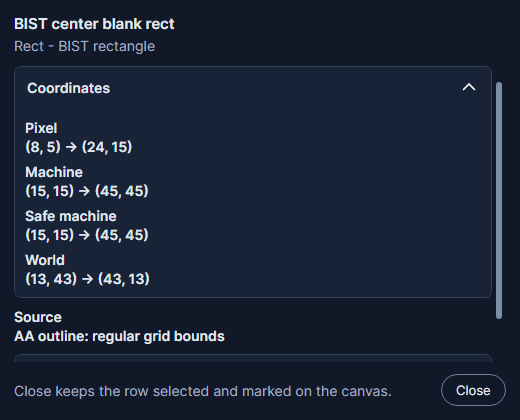 BIST center blank rect
Rect - BIST rectangle
Coordinates
Pixel
(8, 5) → (24, 15)
Machine
(15, 15) → (45, 45)
Safe machine
(15, 15) → (45, 45)
World
(13, 43) → (43, 13)
Source
AA outline: regular grid bounds
Close keeps the row selected and marked on the canvas.
Close